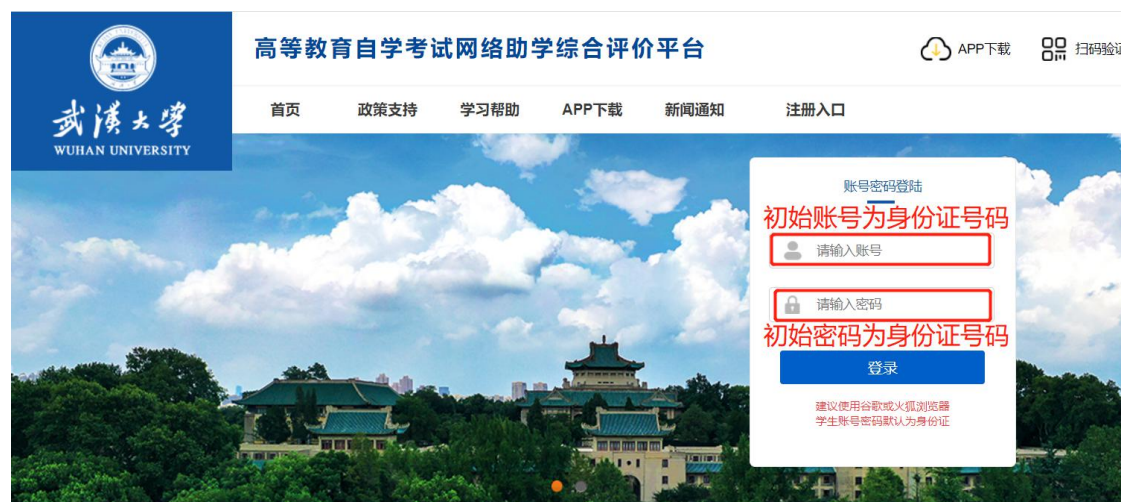 武漢大學
WUHAN UNIVERSITY
高等教育自学考试网络助学综合评价平台
APP下载
扫码验证
首页 政策支持 学习帮助 APP下载 新闻通知 注册入口
账号密码登陆
初始账号为身份证号码
请输入账号
请输入密码
初始密码为身份证号码
登录
建议使用谷歌或火狐浏览器
学生账号密码默认为身份证